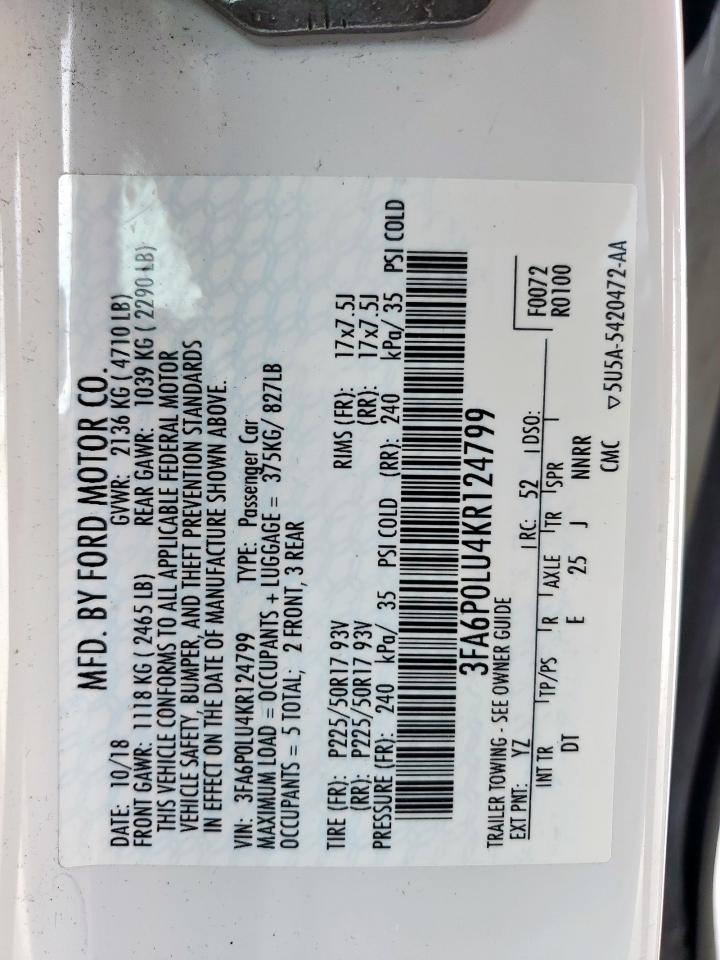 MFD. BY FORD MOTOR CO.
DATE: 10/18 GVWR: 2136 KG ( 4710 LB)
FRONT GAWR: 1118 KG ( 2465 LB) REAR GAWR: 1039 KG ( 2290 LB)
THIS VEHICLE CONFORMS TO ALL APPLICABLE FEDERAL MOTOR
VEHICLE SAFETY, BUMPER, AND THEFT PREVENTION STANDARDS
IN EFFECT ON THE DATE OF MANUFACTURE SHOWN ABOVE.
VIN: 3FA6P0LU4KR124799 TYPE: Passenger Car
MAXIMUM LOAD = OCCUPANTS + LUGGAGE = 375KG/ 827LB
OCCUPANTS = 5 TOTAL; 2 FRONT, 3 REAR
TIRE (FR): P225/50R17 93V RIMS (FR): 17x7.5J
(RR): P225/50R17 93V (RR): 17x7.5J
PRESSURE (FR): 240 kPa/ 35 PSI COLD (RR): 240 kPa/ 35 PSI COLD
3FA6P0LU4KR124799
TRAILER TOWING - SEE OWNER GUIDE
EXT PNT: YZ RC: 52 DSO: F0072
R0100
INT TR TP/PS R AXLE TR SPR
DT E 25 J NNRR
CMC ▽5U5A-5420472-AA